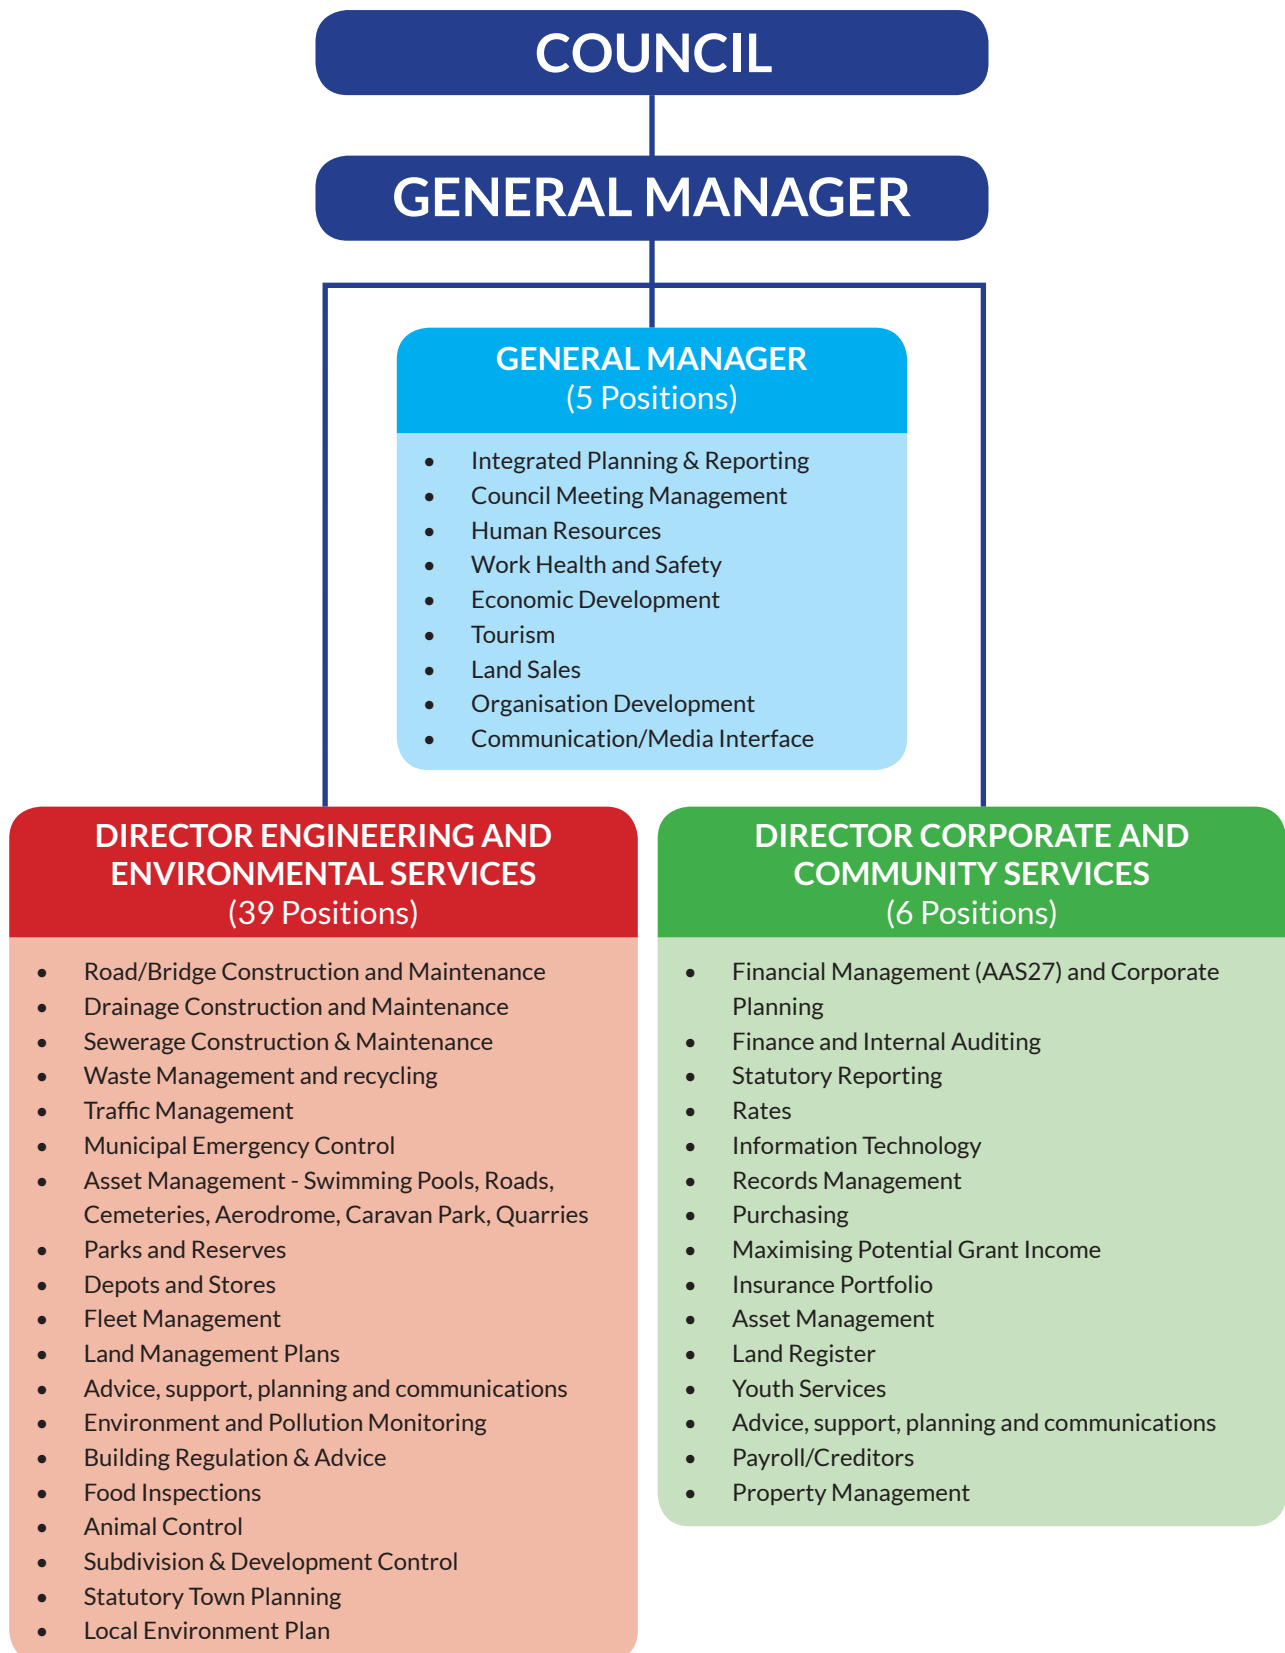 COUNCIL
GENERAL MANAGER
GENERAL MANAGER
(5 Positions)
• Integrated Planning & Reporting
• Council Meeting Management
• Human Resources
• Work Health and Safety
• Economic Development
• Tourism
• Land Sales
• Organisation Development
• Communication/Media Interface
DIRECTOR ENGINEERING AND
ENVIRONMENTAL SERVICES
(39 Positions)
• Road/Bridge Construction and Maintenance
• Drainage Construction and Maintenance
• Sewerage Construction & Maintenance
• Waste Management and recycling
• Traffic Management
• Municipal Emergency Control
• Asset Management - Swimming Pools, Roads,
Cemeteries, Aerodrome, Caravan Park, Quarries
• Parks and Reserves
• Depots and Stores
• Fleet Management
• Land Management Plans
• Advice, support, planning and communications
• Environment and Pollution Monitoring
• Building Regulation & Advice
• Food Inspections
• Animal Control
• Subdivision & Development Control
• Statutory Town Planning
• Local Environment Plan
DIRECTOR CORPORATE AND
COMMUNITY SERVICES
(6 Positions)
• Financial Management (AAS27) and Corporate
Planning
• Finance and Internal Auditing
• Statutory Reporting
• Rates
• Information Technology
• Records Management
• Purchasing
• Maximising Potential Grant Income
• Insurance Portfolio
• Asset Management
• Land Register
• Youth Services
• Advice, support, planning and communications
• Payroll/Creditors
• Property Management